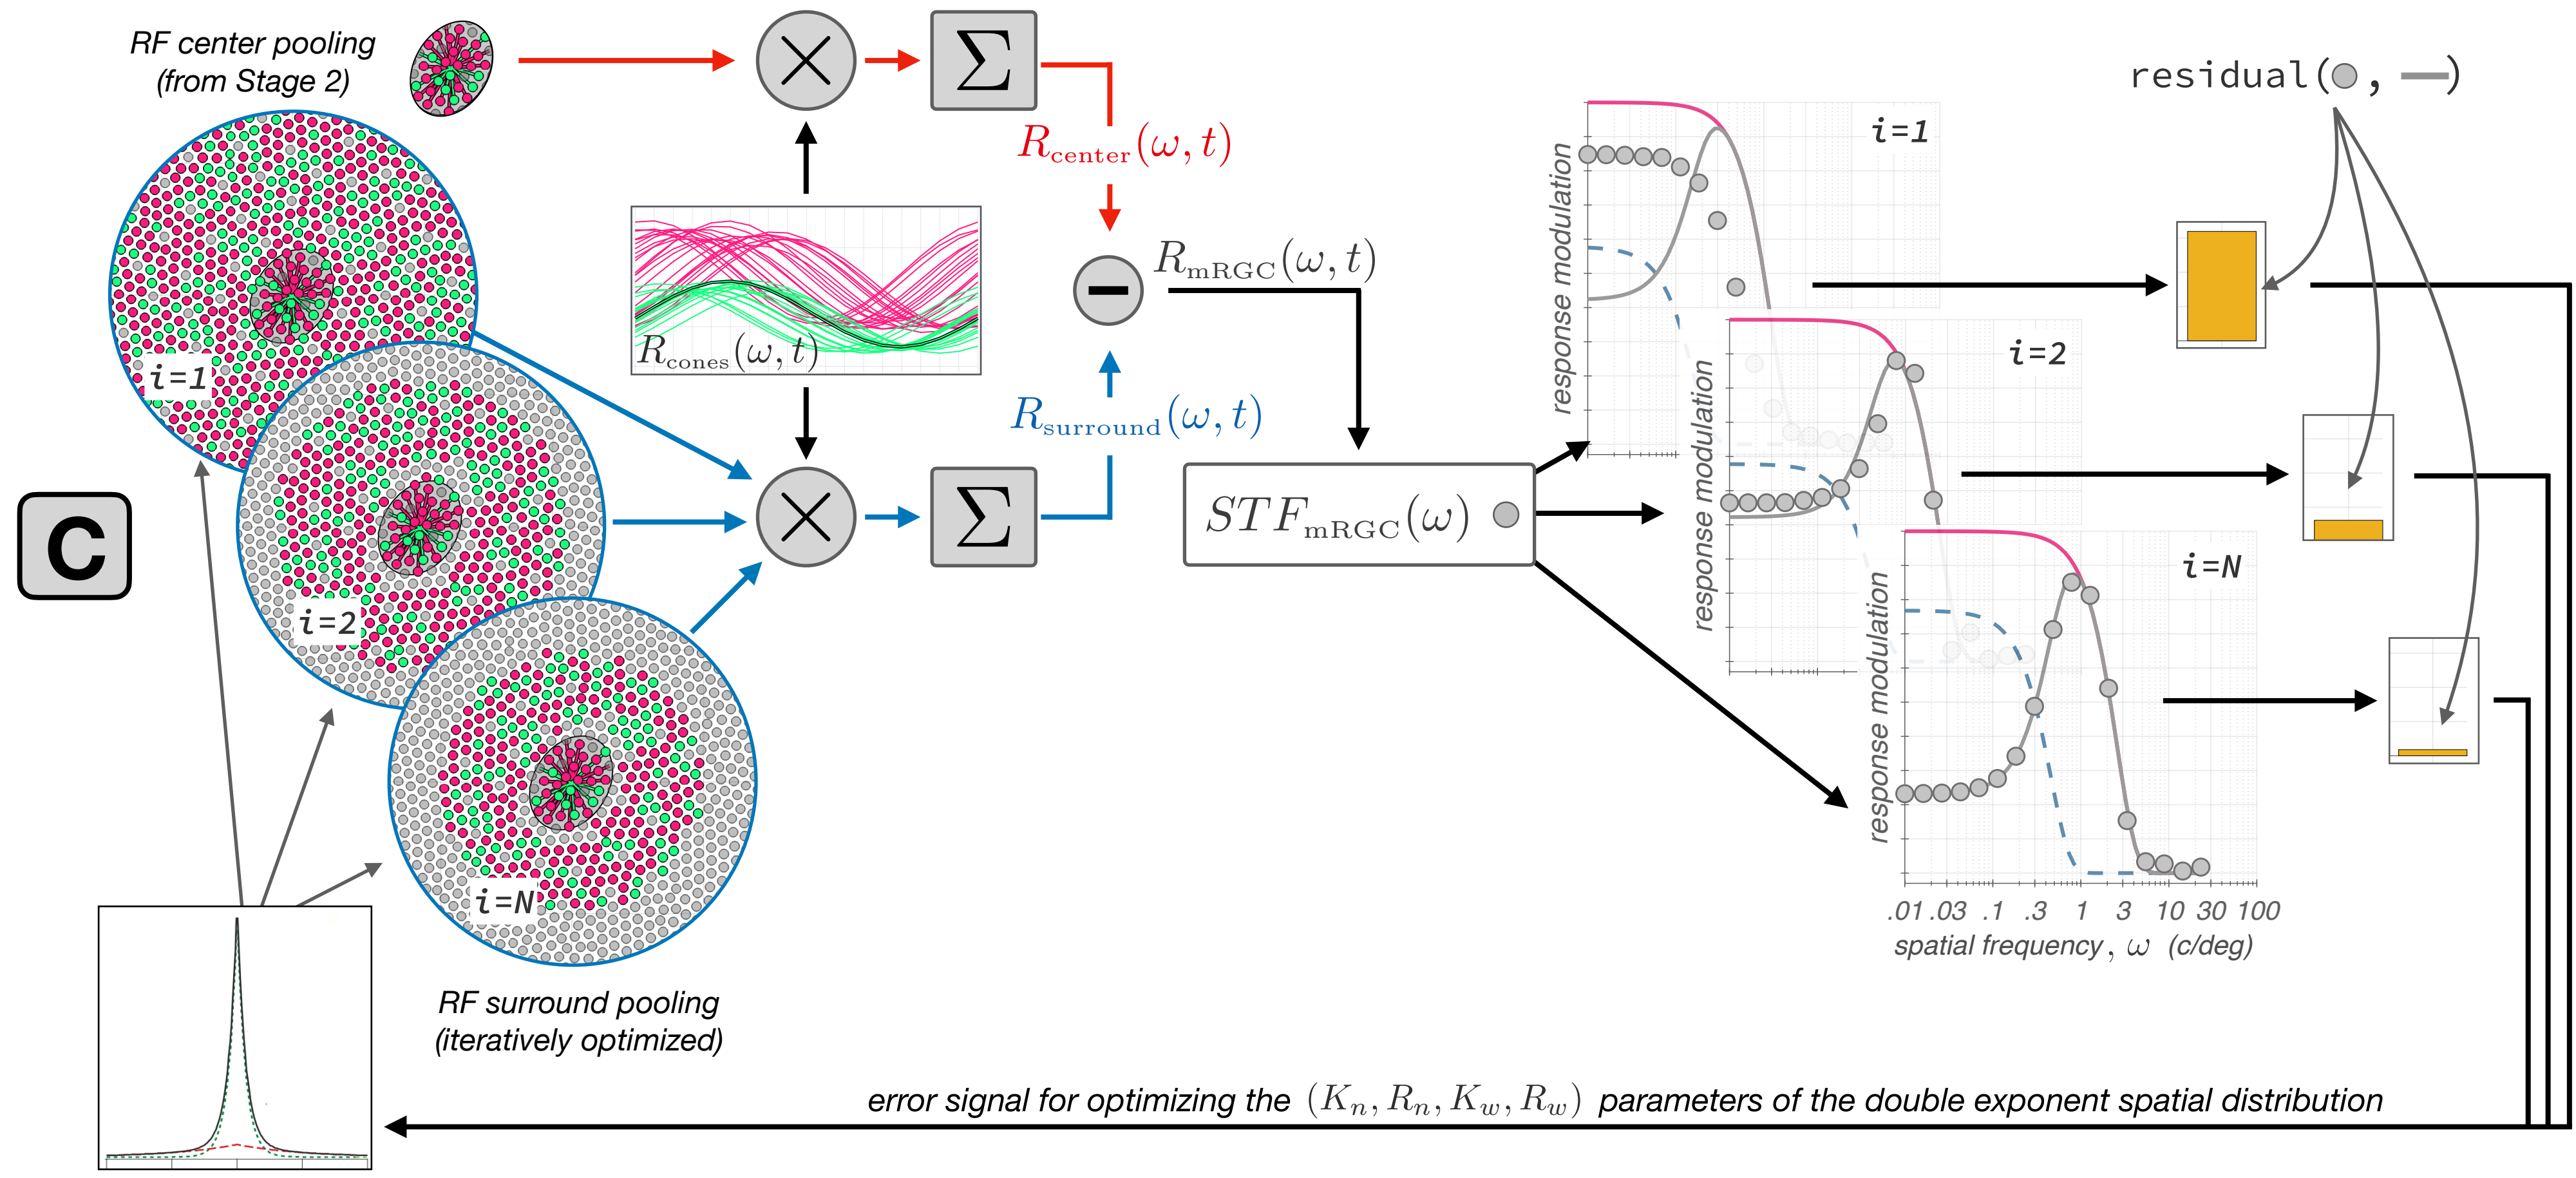 RF center pooling
(from Stage 2)
×
Σ
residual( , )
R_center(ω, t)
i=1
response modulation
R_mRGC(ω, t)
−
R_cones(ω, t)
i=1
i=2
response modulation
R_surround(ω, t)
C
×
Σ
STF_mRGC(ω)
i=2
i=N
response modulation
i=N
.01 .03 .1 .3 1 3 10 30 100
spatial frequency, ω (c/deg)
RF surround pooling
(iteratively optimized)
error signal for optimizing the (K_n, R_n, K_w, R_w) parameters of the double exponent spatial distribution